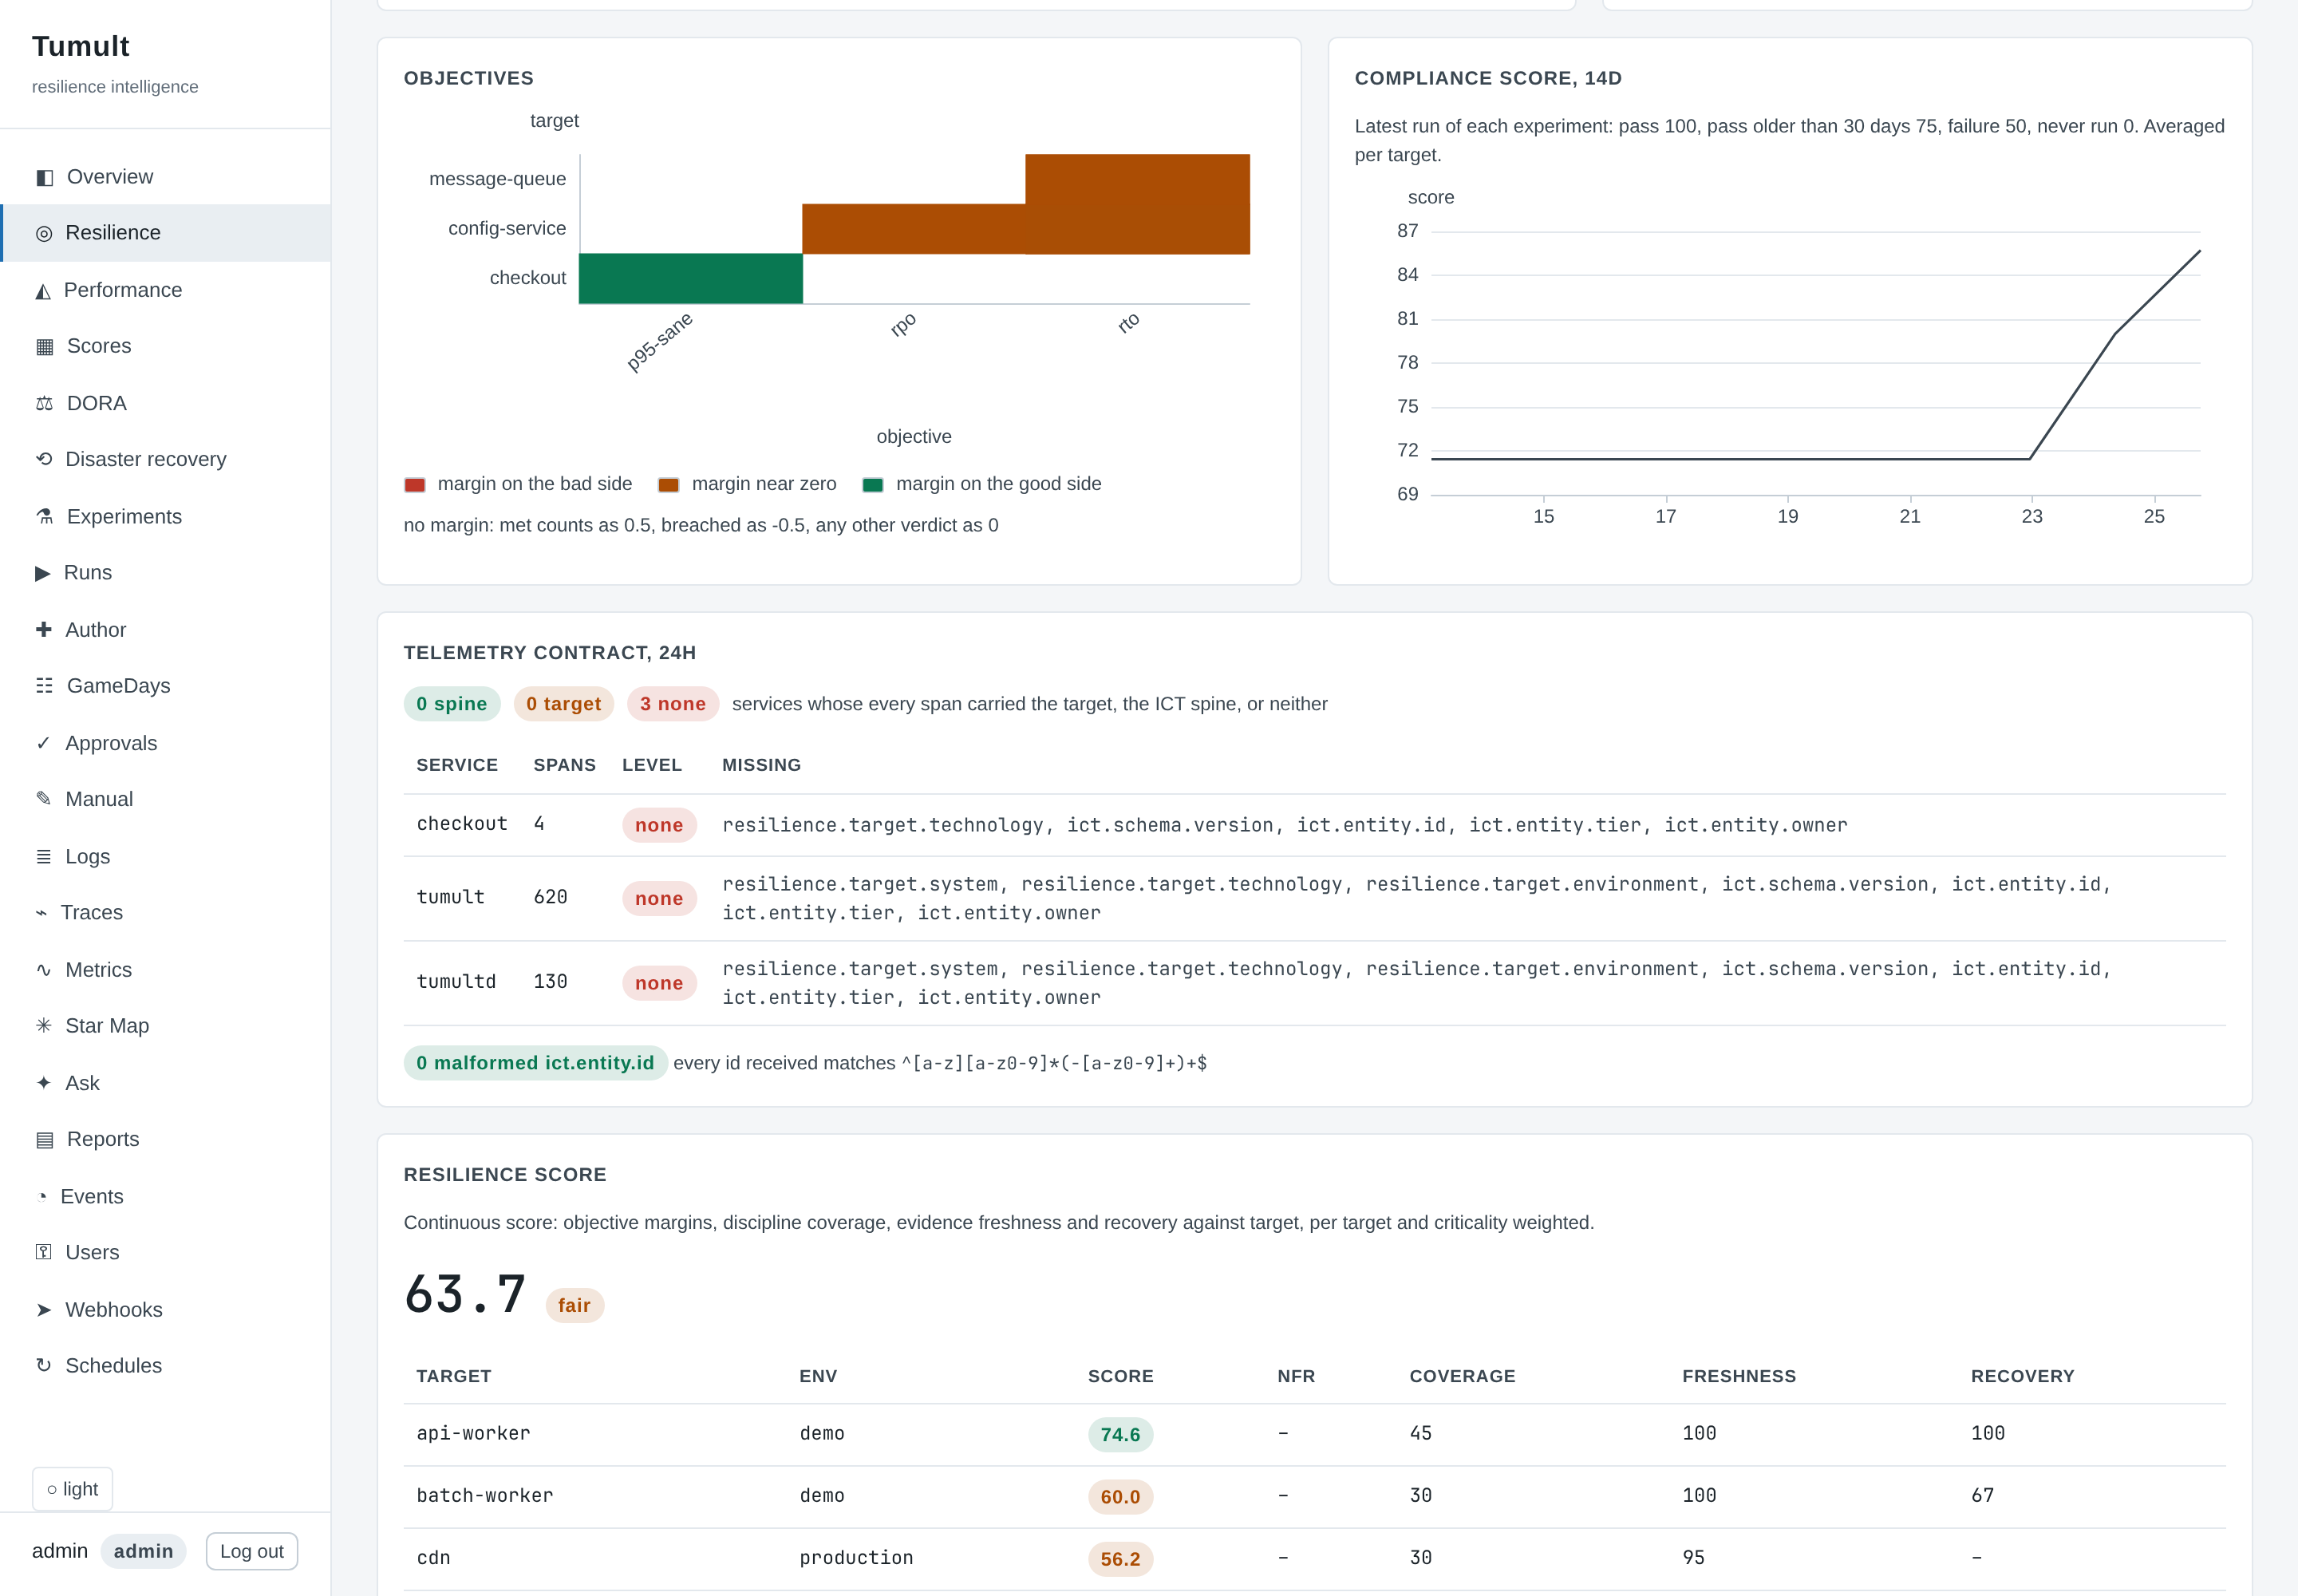 Tumult
resilience intelligence
Overview
Resilience
Performance
Scores
DORA
Disaster recovery
Experiments
Runs
Author
GameDays
Approvals
Manual
Logs
Traces
Metrics
Star Map
Ask
Reports
Events
Users
Webhooks
Schedules
light
admin admin Log out
OBJECTIVES
target
message-queue
config-service
checkout
p95-sane rpo rto
objective
margin on the bad side margin near zero margin on the good side
no margin: met counts as 0.5, breached as -0.5, any other verdict as 0
COMPLIANCE SCORE, 14D
Latest run of each experiment: pass 100, pass older than 30 days 75, failure 50, never run 0. Averaged
per target.
score
87
84
81
78
75
72
69
15 17 19 21 23 25
TELEMETRY CONTRACT, 24H
0 spine 0 target 3 none services whose every span carried the target, the ICT spine, or neither
SERVICE SPANS LEVEL MISSING
checkout 4 none resilience.target.technology, ict.schema.version, ict.entity.id, ict.entity.tier, ict.entity.owner
tumult 620 none resilience.target.system, resilience.target.technology, resilience.target.environment, ict.schema.version, ict.entity.id,
ict.entity.tier, ict.entity.owner
tumultd 130 none resilience.target.system, resilience.target.technology, resilience.target.environment, ict.schema.version, ict.entity.id,
ict.entity.tier, ict.entity.owner
0 malformed ict.entity.id every id received matches ^[a-z][a-z0-9]*(-[a-z0-9]+)+$
RESILIENCE SCORE
Continuous score: objective margins, discipline coverage, evidence freshness and recovery against target, per target and criticality weighted.
63.7 fair
TARGET ENV SCORE NFR COVERAGE FRESHNESS RECOVERY
api-worker demo 74.6 – 45 100 100
batch-worker demo 60.0 – 30 100 67
cdn production 56.2 – 30 95 –